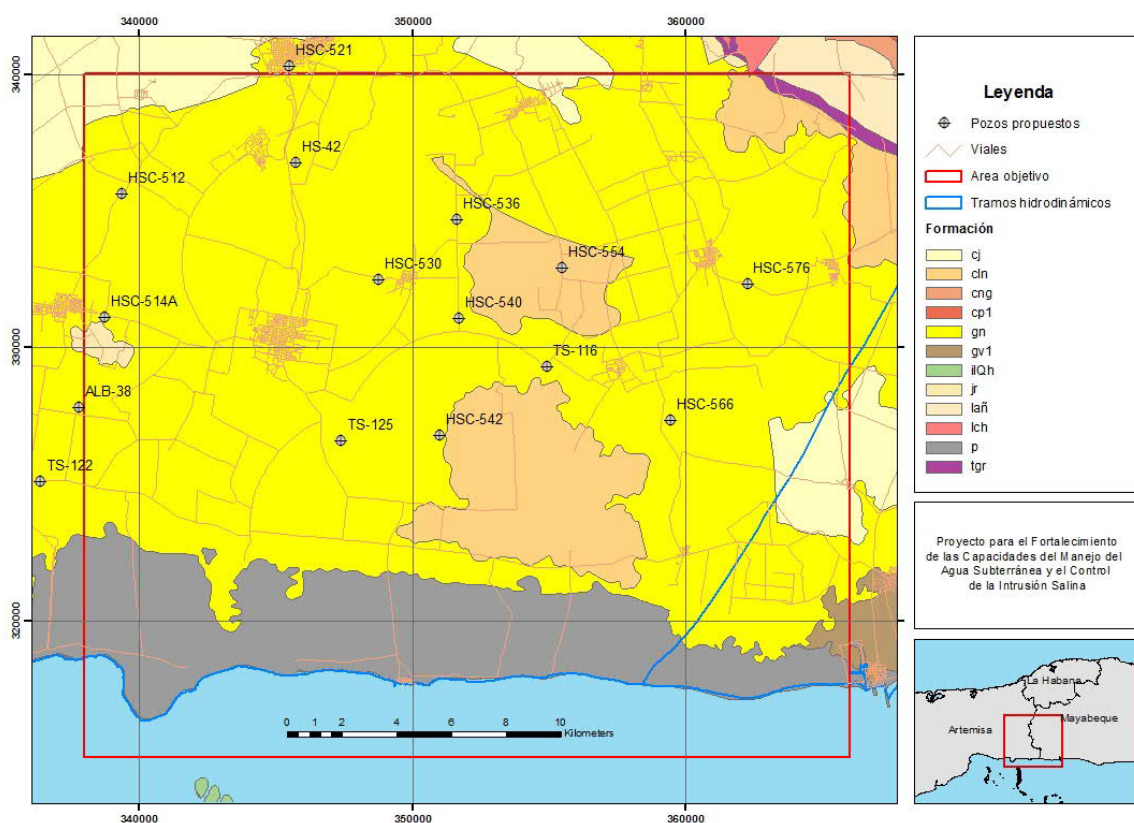 340000
350000
360000
340000
330000
320000
340000
330000
320000
HSC-521
HS-42
HSC-512
HSC-536
HSC-554
HSC-530
HSC-576
HSC-514A
HSC-540
TS-116
ALB-38
HSC-566
TS-125
HSC-542
TS-122
0 1 2 4 6 8 10
Kilometers
340000
350000
360000
Leyenda
Pozos propuestos
Viales
Area objetivo
Tramos hidrodinámicos
Formación
cj
cln
cng
cp1
gn
gv1
ilQh
jr
lañ
lch
p
tgr
Proyecto para el Fortalecimiento
de las Capacidades del Manejo del
Agua Subterránea y el Control
de la Intrusión Salina
La Habana
Artemisa
Mayabeque